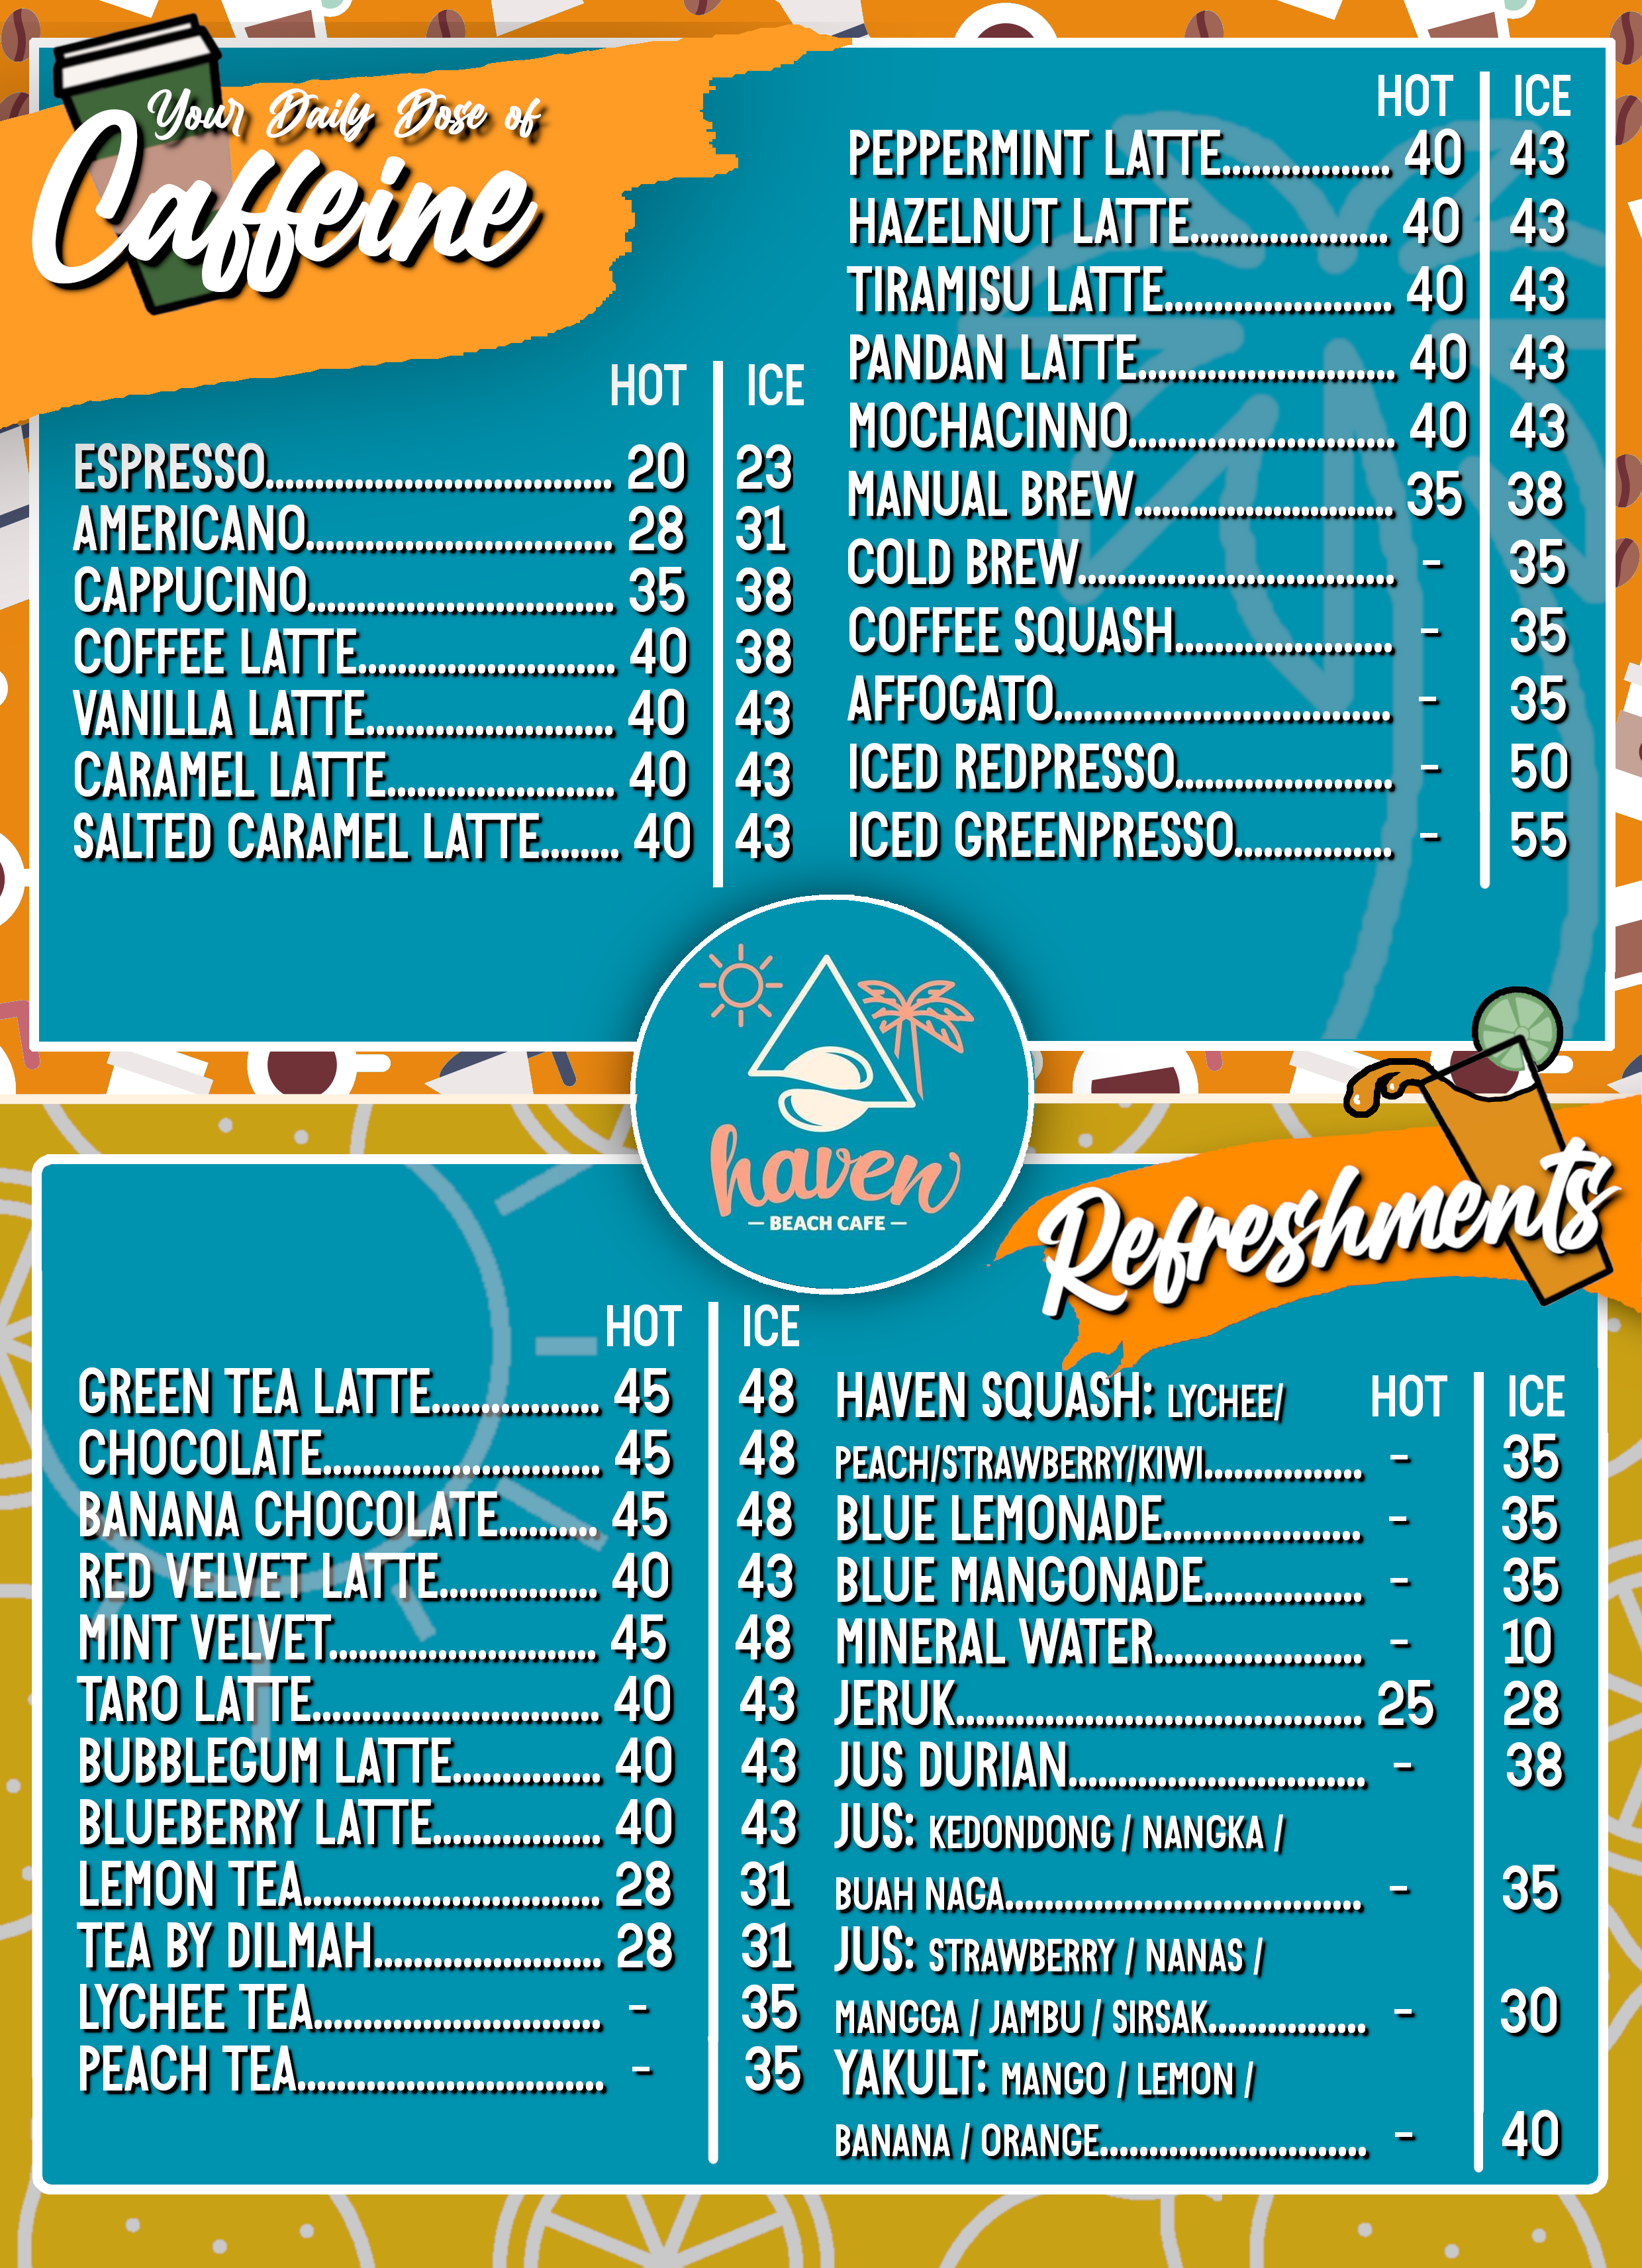 Your Daily Dose of
Caffeine
HOT ICE
ESPRESSO................................... 20 23
AMERICANO............................... 28 31
CAPPUCINO............................... 35 38
COFFEE LATTE.......................... 40 38
VANILLA LATTE......................... 40 43
CARAMEL LATTE....................... 40 43
SALTED CARAMEL LATTE........ 40 43
HOT ICE
PEPPERMINT LATTE................. 40 43
HAZELNUT LATTE.................... 40 43
TIRAMISU LATTE....................... 40 43
PANDAN LATTE.......................... 40 43
MOCHACINNO........................... 40 43
MANUAL BREW.......................... 35 38
COLD BREW................................ - 35
COFFEE SQUASH...................... - 35
AFFOGATO.................................. - 35
ICED REDPRESSO...................... - 50
ICED GREENPRESSO................ - 55
haven
– BEACH CAFE –
Refreshments
HOT ICE
GREEN TEA LATTE................. 45 48
CHOCOLATE............................ 45 48
BANANA CHOCOLATE.......... 45 48
RED VELVET LATTE................ 40 43
MINT VELVET........................... 45 48
TARO LATTE............................. 40 43
BUBBLEGUM LATTE............... 40 43
BLUEBERRY LATTE................. 40 43
LEMON TEA.............................. 28 31
TEA BY DILMAH....................... 28 31
LYCHEE TEA............................. - 35
PEACH TEA............................... - 35
HAVEN SQUASH: LYCHEE/ HOT ICE
PEACH/STRAWBERRY/KIWI................ - 35
BLUE LEMONADE.................... - 35
BLUE MANGONADE................ - 35
MINERAL WATER..................... - 10
JERUK......................................... 25 28
JUS DURIAN.............................. - 38
JUS: KEDONDONG / NANGKA /
BUAH NAGA.................................... - 35
JUS: STRAWBERRY / NANAS /
MANGGA / JAMBU / SIRSAK................ - 30
YAKULT: MANGO / LEMON /
BANANA / ORANGE........................... - 40